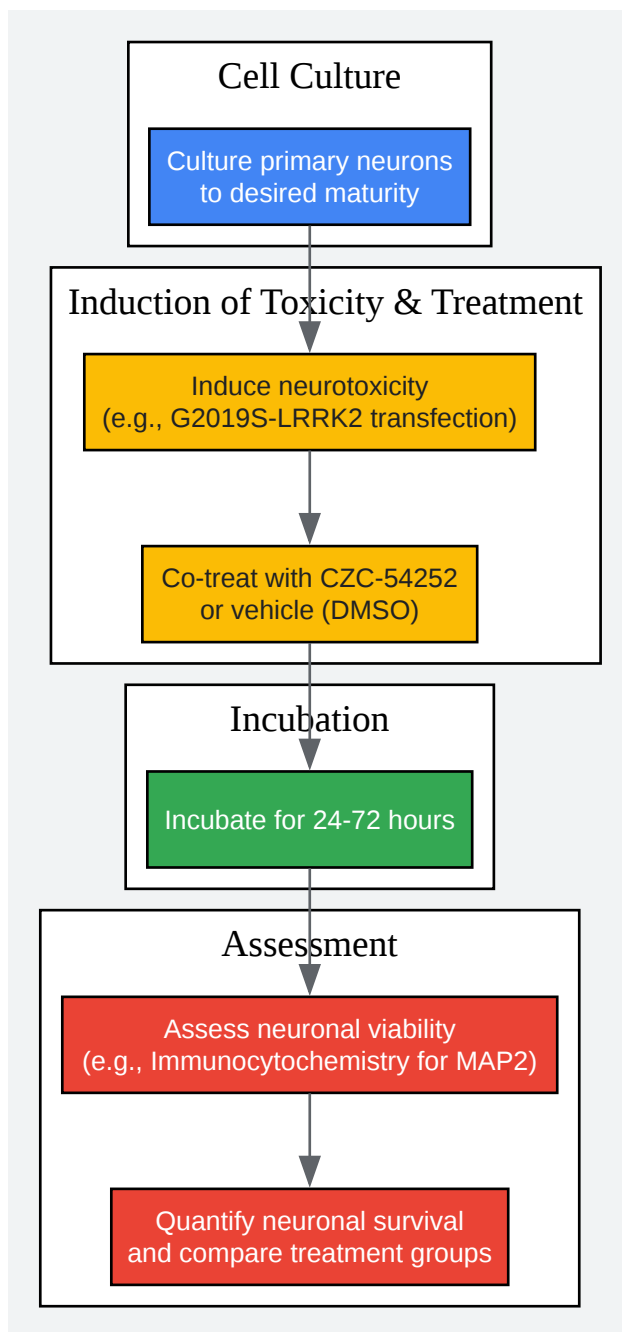 Cell Culture
Culture primary neurons
to desired maturity
Induction of Toxicity & Treatment
Induce neurotoxicity
(e.g., G2019S-LRRK2 transfection)
Co-treat with CZC-54252
or vehicle (DMSO)
Incubation
Incubate for 24-72 hours
Assessment
Assess neuronal viability
(e.g., Immunocytochemistry for MAP2)
Quantify neuronal survival
and compare treatment groups